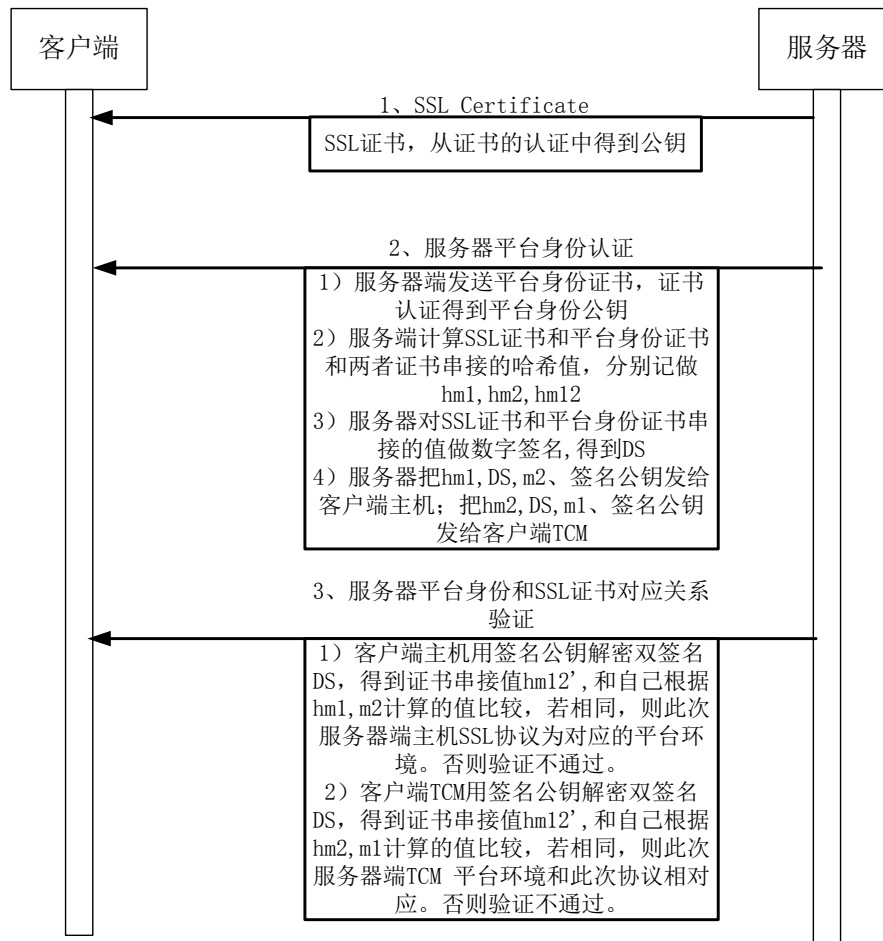 客户端
服务器
1、SSL Certificate
SSL证书，从证书的认证中得到公钥
2、服务器平台身份认证
1）服务器端发送平台身份证书，证书
认证得到平台身份公钥
2）服务端计算SSL证书和平台身份证书
和两者证书串接的哈希值，分别记做
hm1,hm2,hm12
3）服务器对SSL证书和平台身份证书串
接的值做数字签名,得到DS
4）服务器把hm1,DS,m2、签名公钥发给
客户端主机；把hm2,DS,m1、签名公钥
发给客户端TCM
3、服务器平台身份和SSL证书对应关系
验证
1）客户端主机用签名公钥解密双签名
DS，得到证书串接值hm12',和自己根据
hm1,m2计算的值比较，若相同，则此次
服务器端主机SSL协议为对应的平台环
境。否则验证不通过。
2）客户端TCM用签名公钥解密双签名
DS，得到证书串接值hm12',和自己根据
hm2,m1计算的值比较，若相同，则此次
服务器端TCM 平台环境和此次协议相对
应。否则验证不通过。